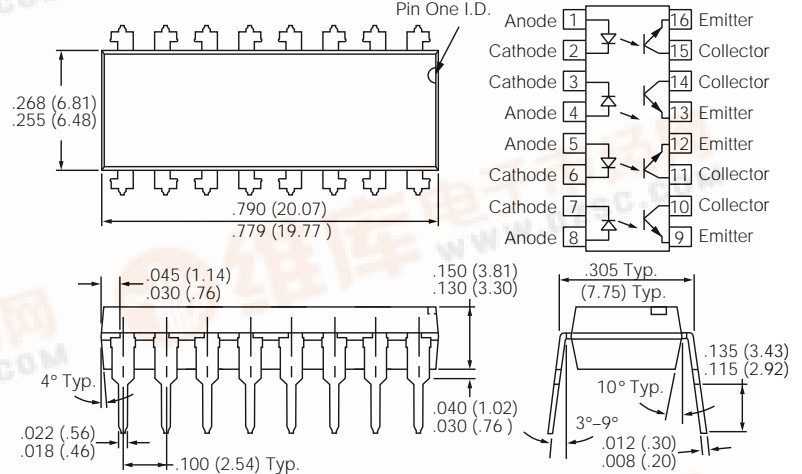 Pin One I.D.
.268 (6.81)
.255 (6.48)
.790 (20.07)
.779 (19.77 )
Anode 1 16 Emitter
Cathode 2 15 Collector
Cathode 3 14 Collector
Anode 4 13 Emitter
Anode 5 12 Emitter
Cathode 6 11 Collector
Cathode 7 10 Collector
Anode 8 9 Emitter
.045 (1.14)
.030 (.76)
.150 (3.81)
.130 (3.30)
4° Typ.
.022 (.56)
.018 (.46)
.100 (2.54) Typ.
.040 (1.02)
.030 (.76 )
.305 Typ.
(7.75) Typ.
.135 (3.43)
.115 (2.92)
10° Typ.
3°–9°
.012 (.30)
.008 (.20)